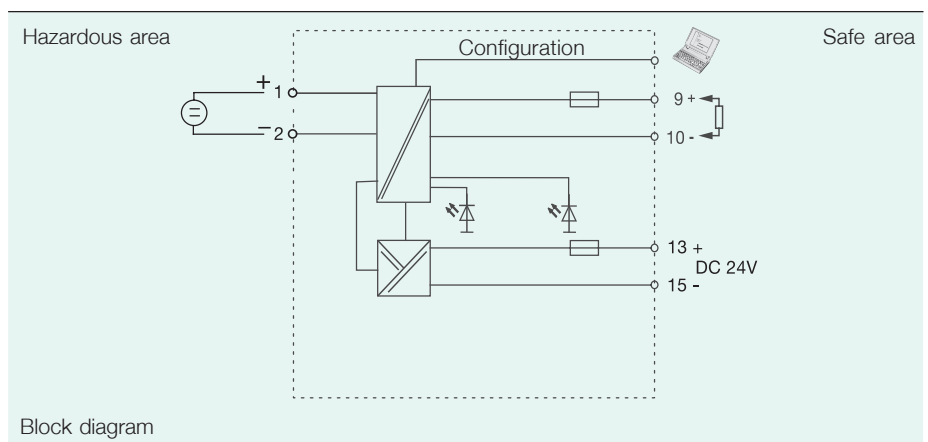 Hazardous area
Safe area
Configuration
+ 1
9 +
- 2
10 -
13 +
DC 24V
15 -
Block diagram